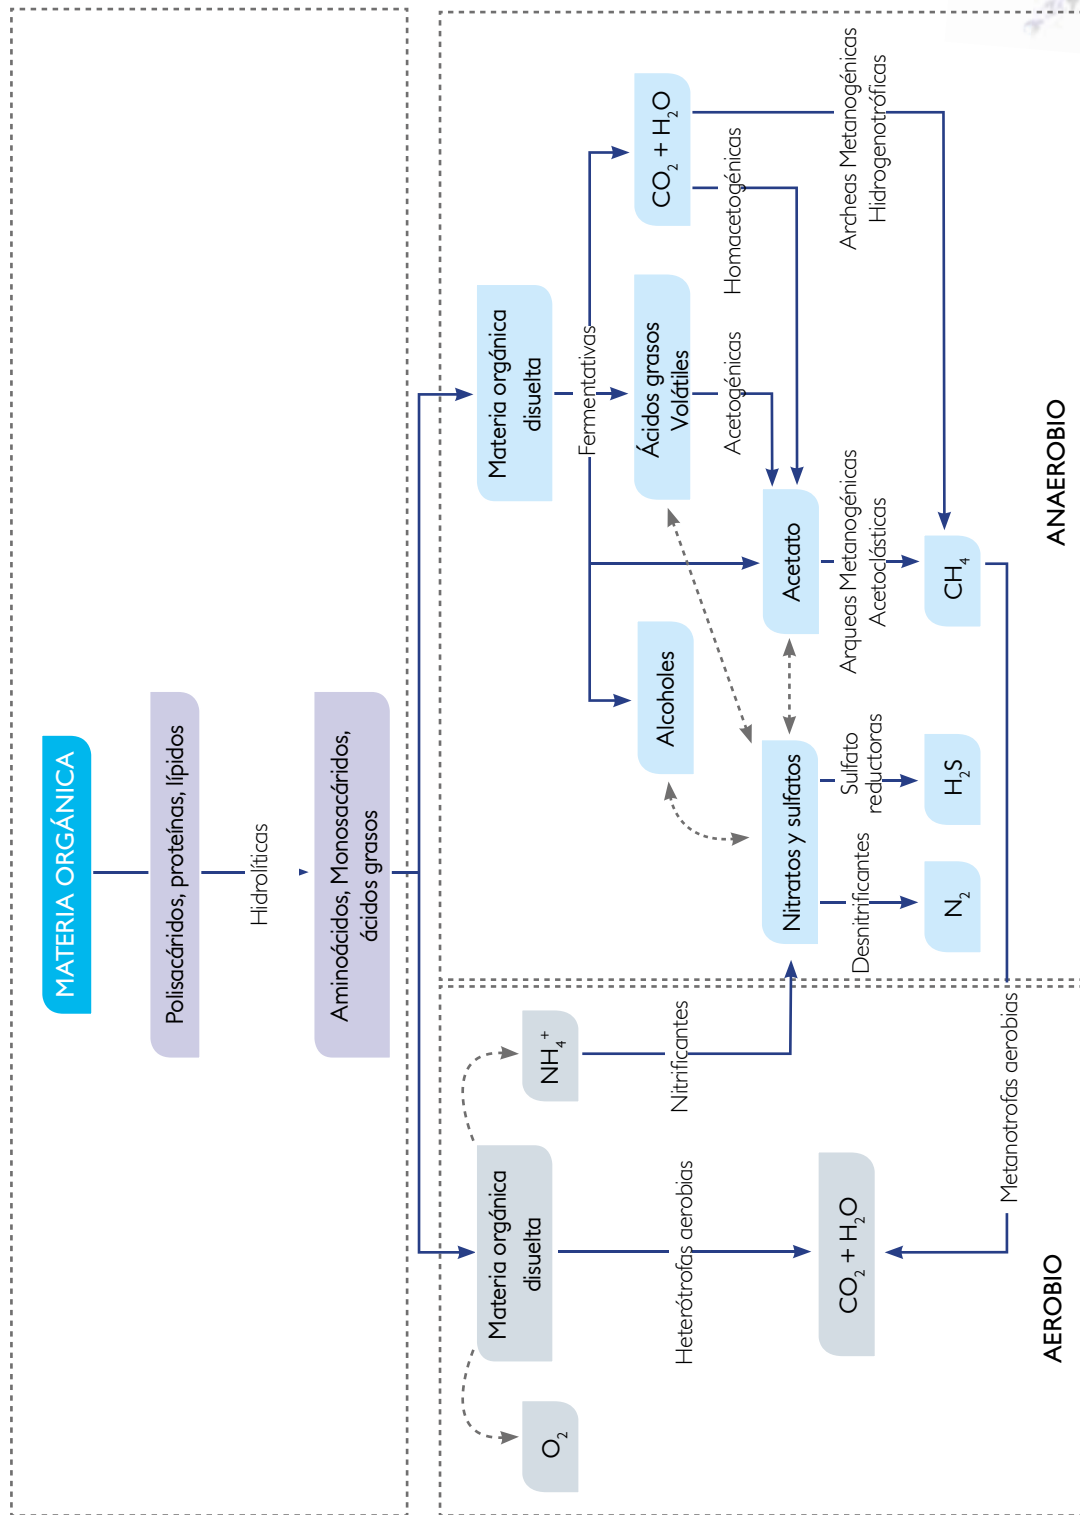 MATERIA ORGÁNICA
Polisacáridos, proteínas, lípidos
Hidrolíticas
Aminoácidos, Monosacáridos,
ácidos grasos
Materia orgánica
disuelta
O₂
NH₄⁺
Heterótrofas aerobias
Nitrificantes
CO₂ + H₂O
Metanotrofas aerobias
AEROBIO
Materia orgánica
disuelta
Fermentativas
Alcoholes
Ácidos grasos
Volátiles
CO₂ + H₂O
Acetogénicas
Homacetogénicas
Nitratos y sulfatos
Acetato
Desnitrificantes
Sulfato
reductoras
Arqueas Metanogénicas
Acetoclásticas
Archeas Metanogénicas
Hidrogenotróficas
N₂
H₂S
CH₄
ANAEROBIO